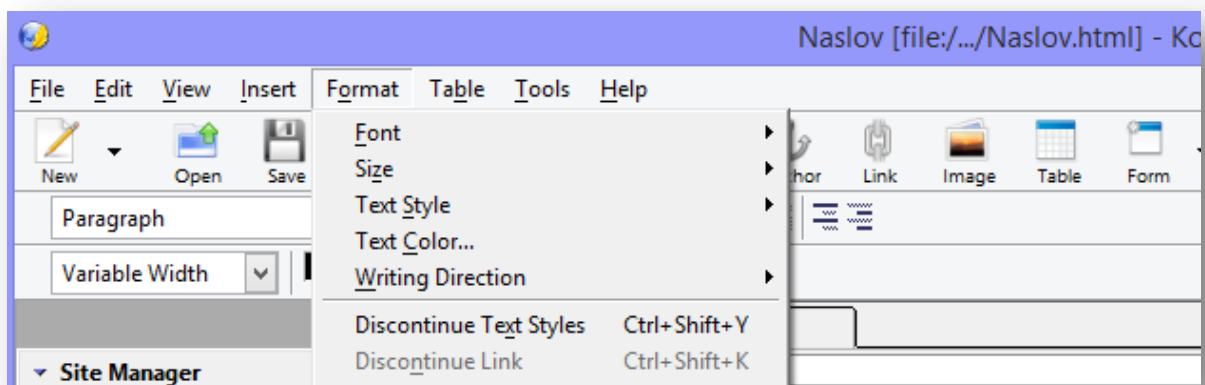 Naslov [file:/.../Naslov.html] - Ko
File Edit View Insert Format Table Tools Help
New Open Save hor Link Image Table Form
Font
Size
Paragraph Text Style
Text Color...
Variable Width Writing Direction
Discontinue Text Styles Ctrl+Shift+Y
Discontinue Link Ctrl+Shift+K
Site Manager